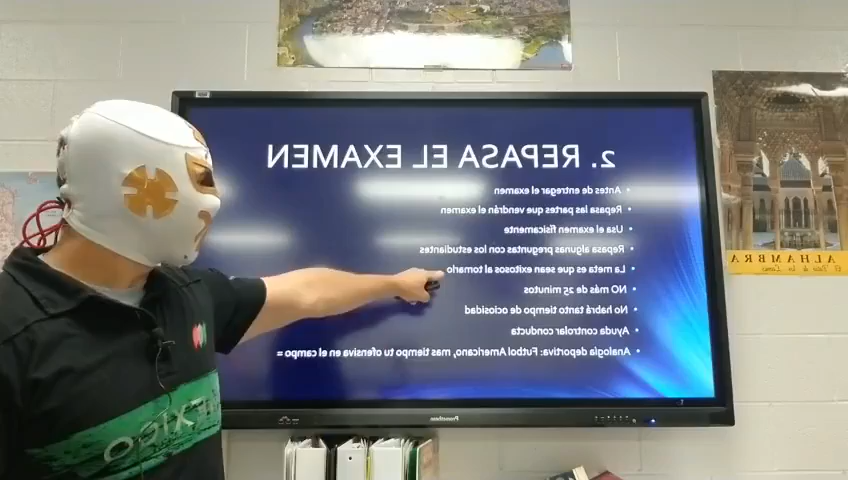 2. REPASA EL EXAMEN
• Antes de entregar el examen
• Repasa las partes que vendrán el examen
• Usa el examen físicamente
• Repasa algunas preguntas con los estudiantes
• La meta es que sean exitosos al tomarlo
• NO más de 25 minutos
• No habrá tanto tiempo de ociosidad
• Ayuda controlar conducta
• Analogía deportiva: Futbol Americano, mas tiempo tu ofensiva en el campo =
Promethean
MEXICO
ALHAMBRA